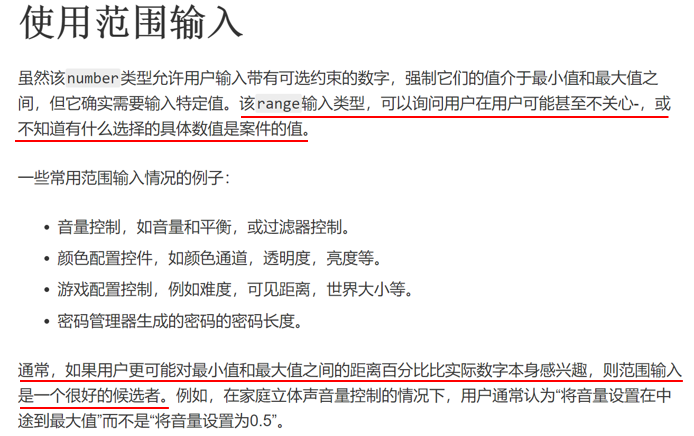 使用范围输入
虽然该number类型允许用户输入带有可选约束的数字，强制它们的值介于最小值和最大值之
间，但它确实需要输入特定值。该range输入类型，可以询问用户在用户可能甚至不关心-，或
不知道有什么选择的具体数值是案件的值。
一些常用范围输入情况的例子：
• 音量控制，如音量和平衡，或过滤器控制。
• 颜色配置控件，如颜色通道，透明度，亮度等。
• 游戏配置控制，例如难度，可见距离，世界大小等。
• 密码管理器生成的密码的密码长度。
通常，如果用户更可能对最小值和最大值之间的距离百分比比实际数字本身感兴趣，则范围输入
是一个很好的候选者。例如，在家庭立体声音量控制的情况下，用户通常认为“将音量设置在中
途到最大值”而不是“将音量设置为0.5”。